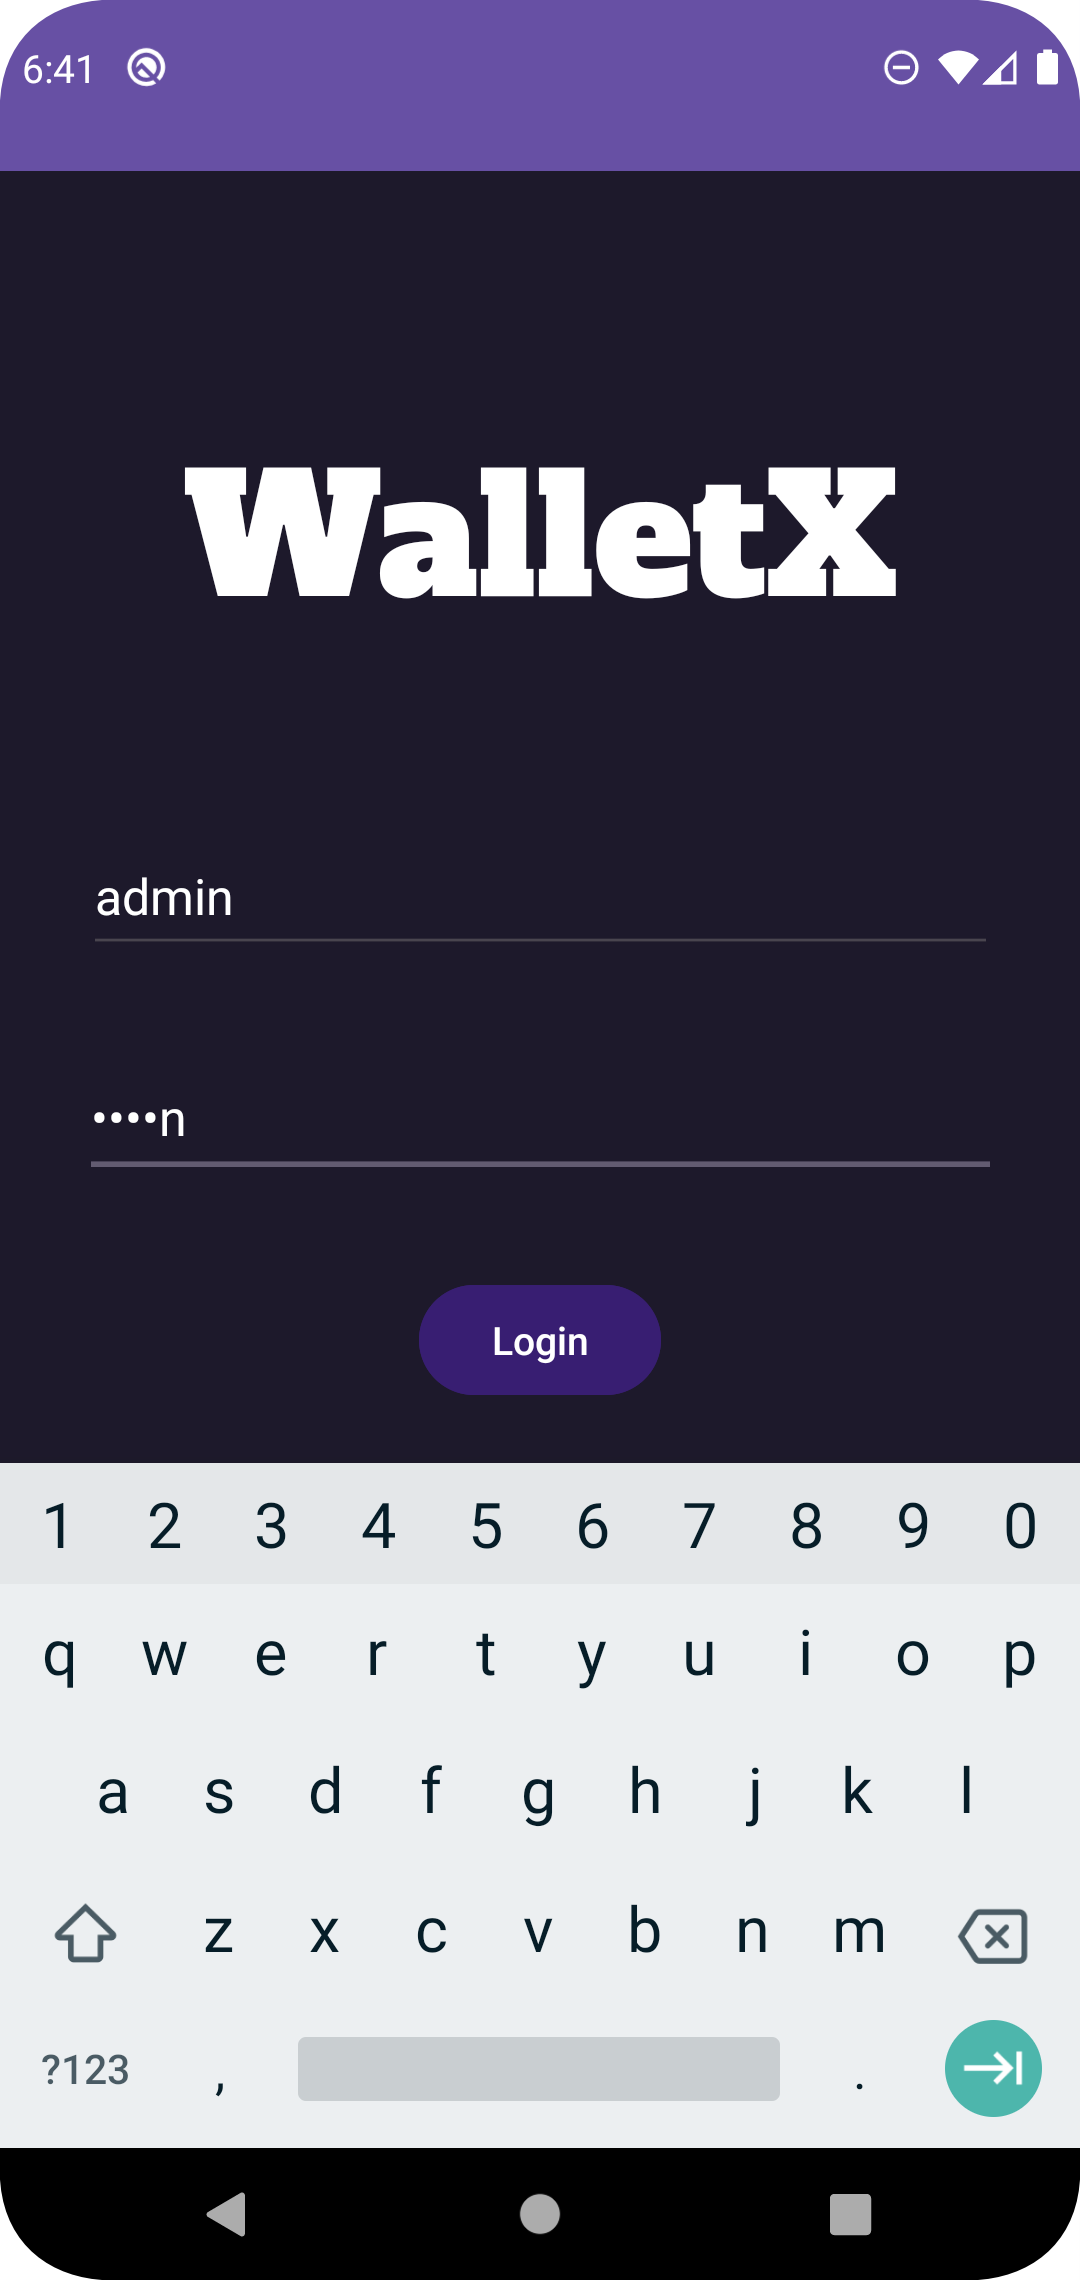 6:41
WalletX
admin
••••n
Login
1 2 3 4 5 6 7 8 9 0
q w e r t y u i o p
a s d f g h j k l
z x c v b n m
?123 , .